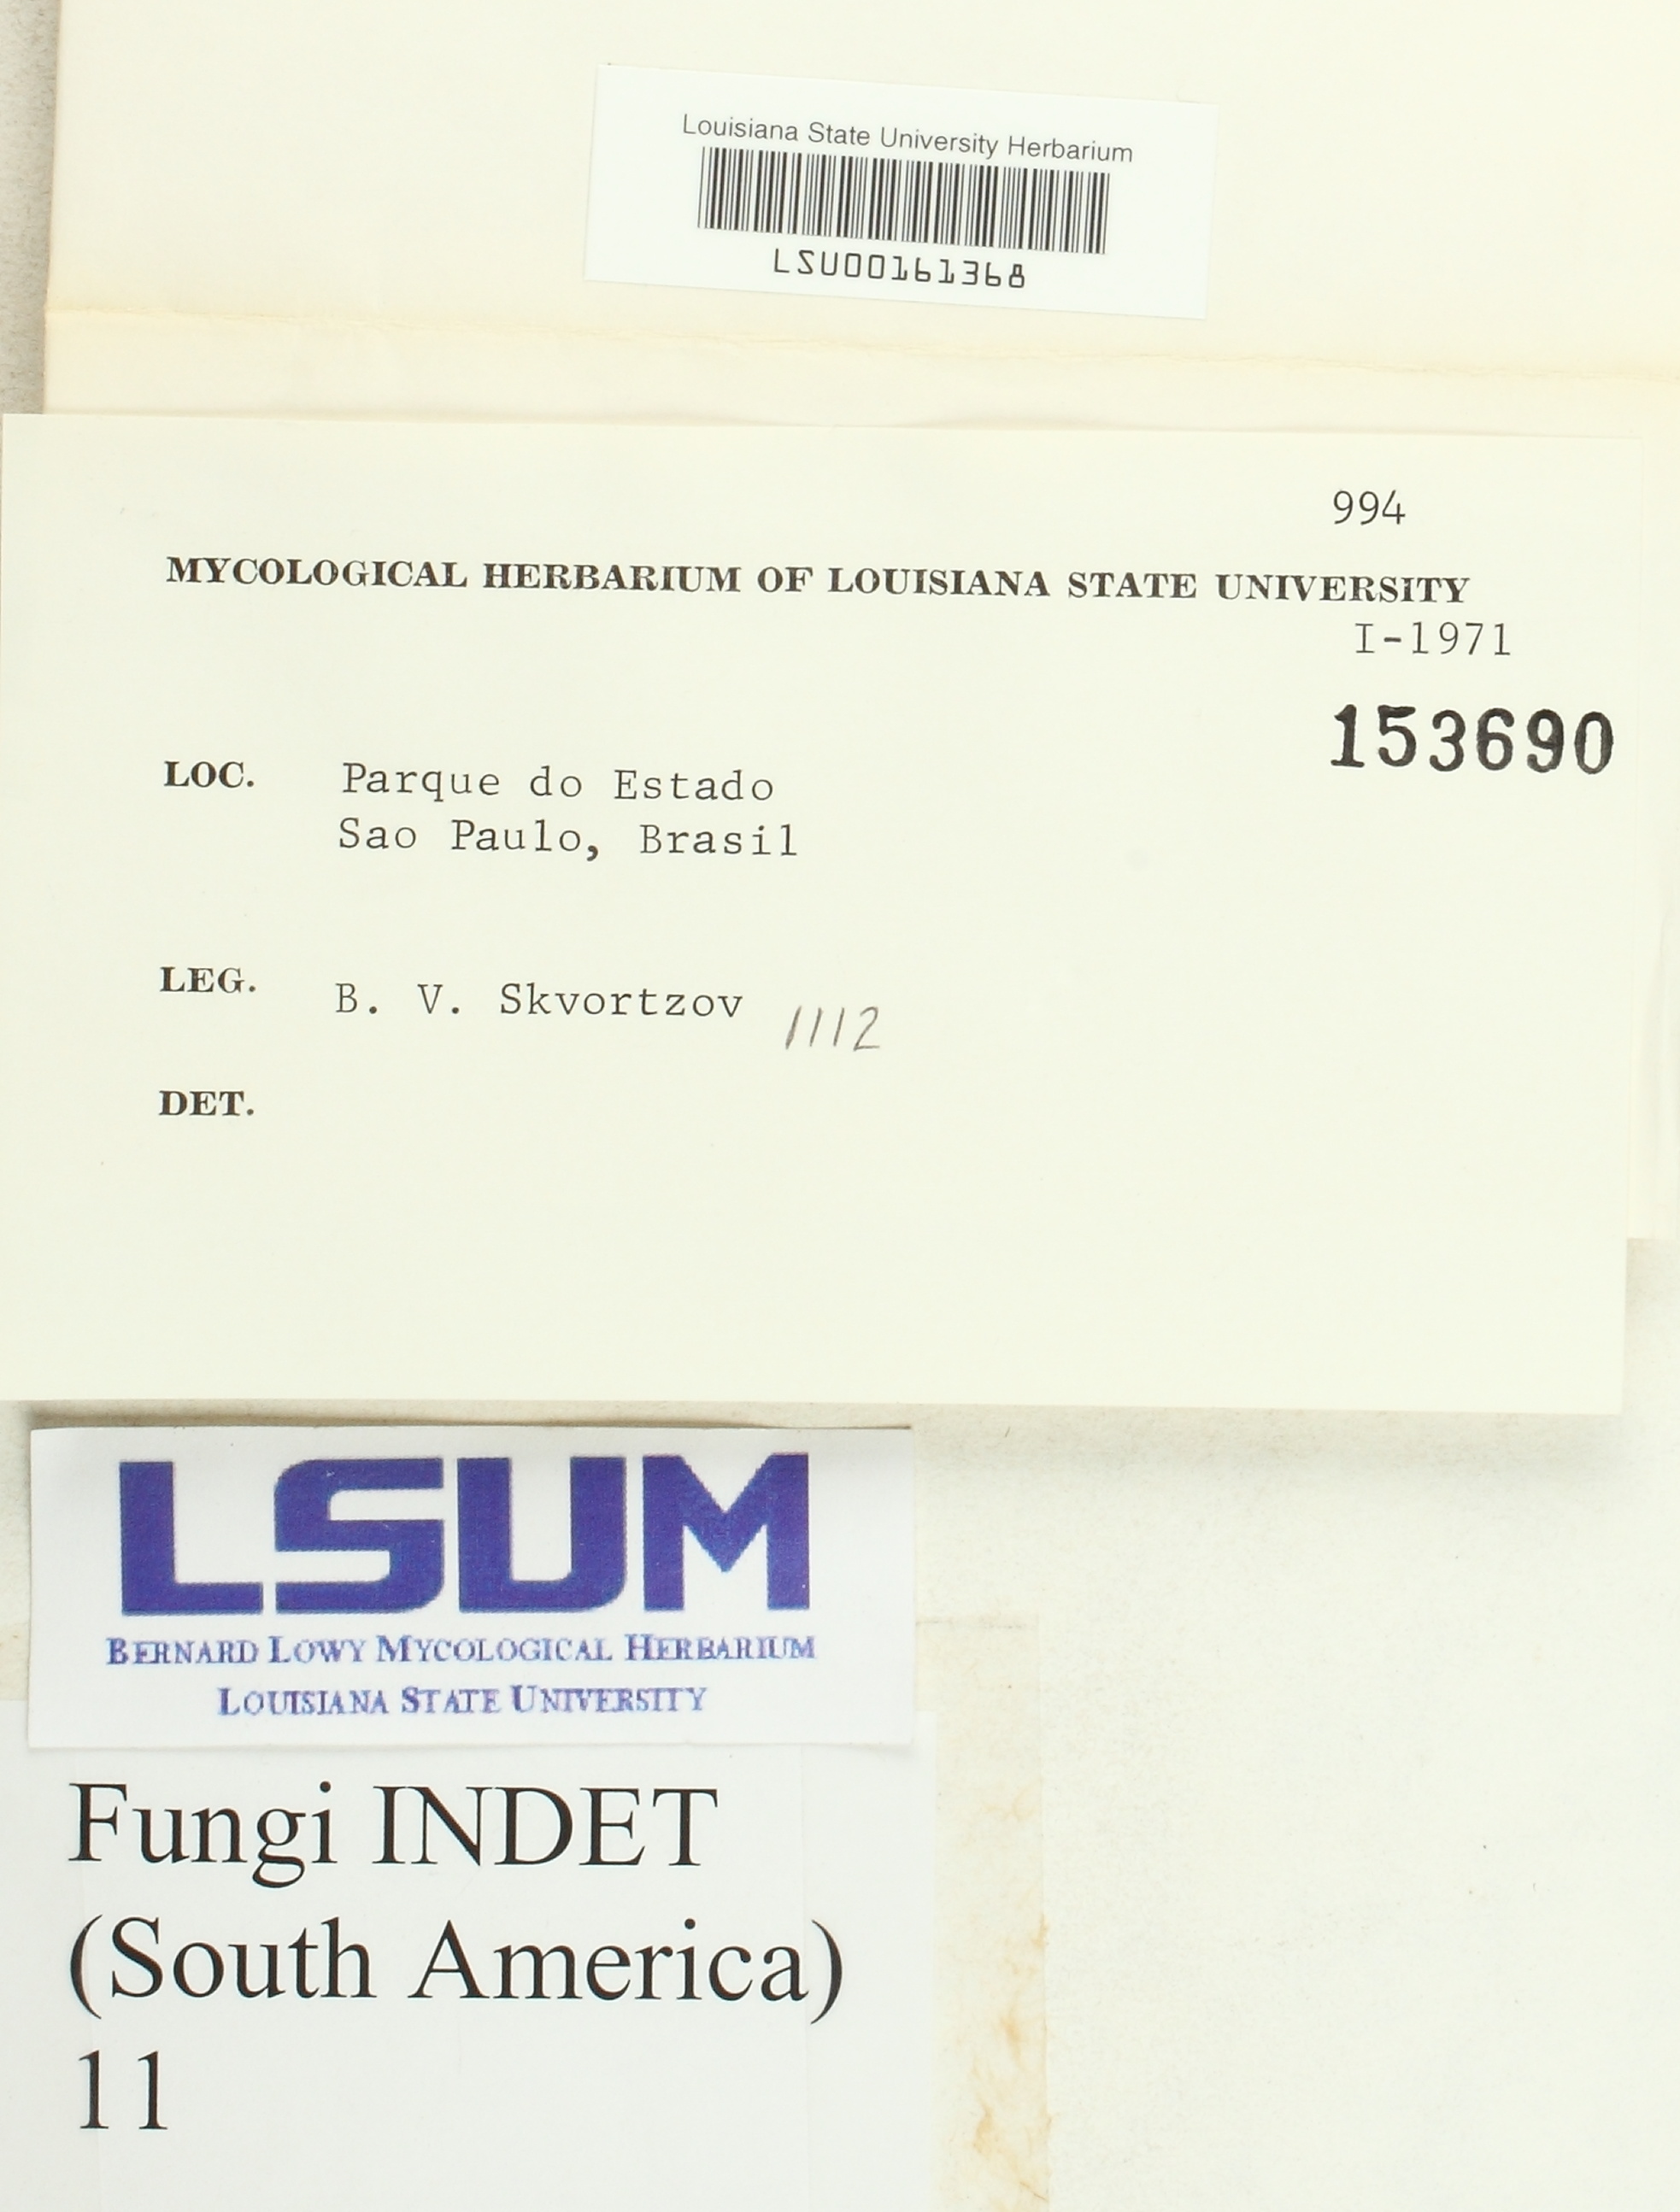 Louisiana State University Herbarium
LSU00161368
994
MYCOLOGICAL HERBARIUM OF LOUISIANA STATE UNIVERSITY
I-1971
153690
LOC. Parque do Estado
Sao Paulo, Brasil
LEG. B. V. Skvortzov 1112
DET.
LSUM
BERNARD LOWY MYCOLOGICAL HERBARIUM
LOUISIANA STATE UNIVERSITY
Fungi INDET
(South America)
11